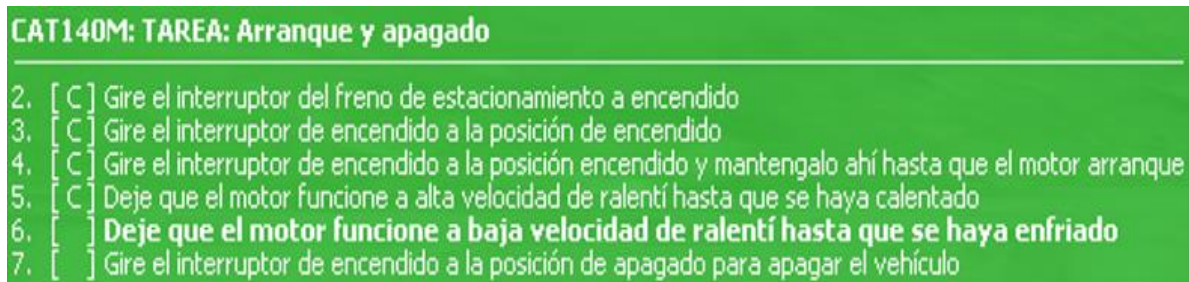 CAT140M: TAREA: Arranque y apagado
2. [ C ] Gire el interruptor del freno de estacionamiento a encendido
3. [ C ] Gire el interruptor de encendido a la posición de encendido
4. [ C ] Gire el interruptor de encendido a la posición encendido y mantengalo ahí hasta que el motor arranque
5. [ C ] Deje que el motor funcione a alta velocidad de ralentí hasta que se haya calentado
6. [ ] Deje que el motor funcione a baja velocidad de ralentí hasta que se haya enfriado
7. [ ] Gire el interruptor de encendido a la posición de apagado para apagar el vehículo